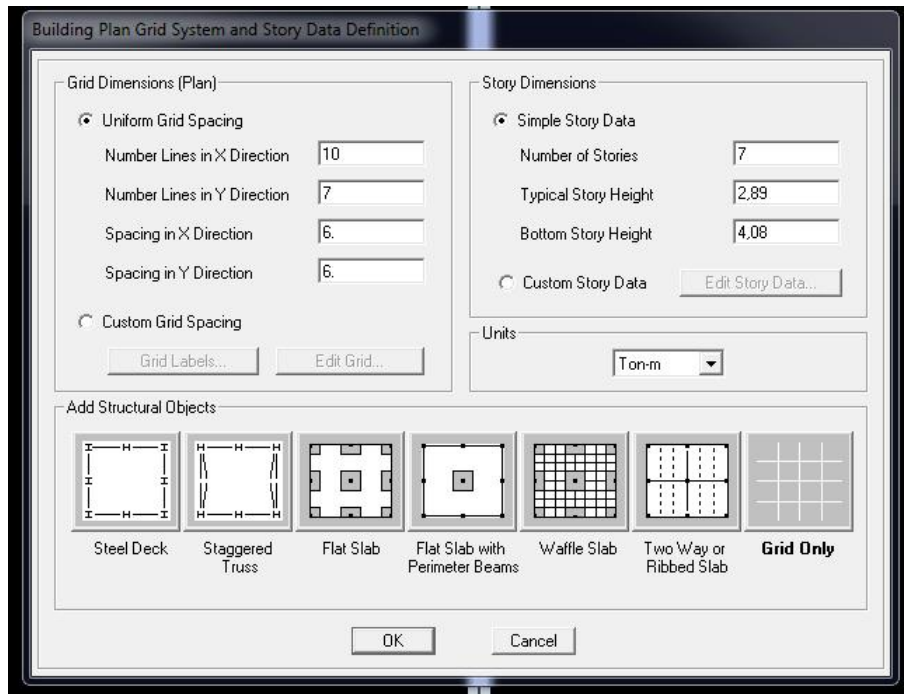 Building Plan Grid System and Story Data Definition
Grid Dimensions (Plan)
Uniform Grid Spacing
Number Lines in X Direction 10
Number Lines in Y Direction 7
Spacing in X Direction 6.
Spacing in Y Direction 6.
Custom Grid Spacing
Grid Labels...
Edit Grid...
Story Dimensions
Simple Story Data
Number of Stories 7
Typical Story Height 2,89
Bottom Story Height 4,08
Custom Story Data
Edit Story Data...
Units
Ton-m
Add Structural Objects
Steel Deck
Staggered
Truss
Flat Slab
Flat Slab with
Perimeter Beams
Waffle Slab
Two Way or
Ribbed Slab
Grid Only
OK
Cancel